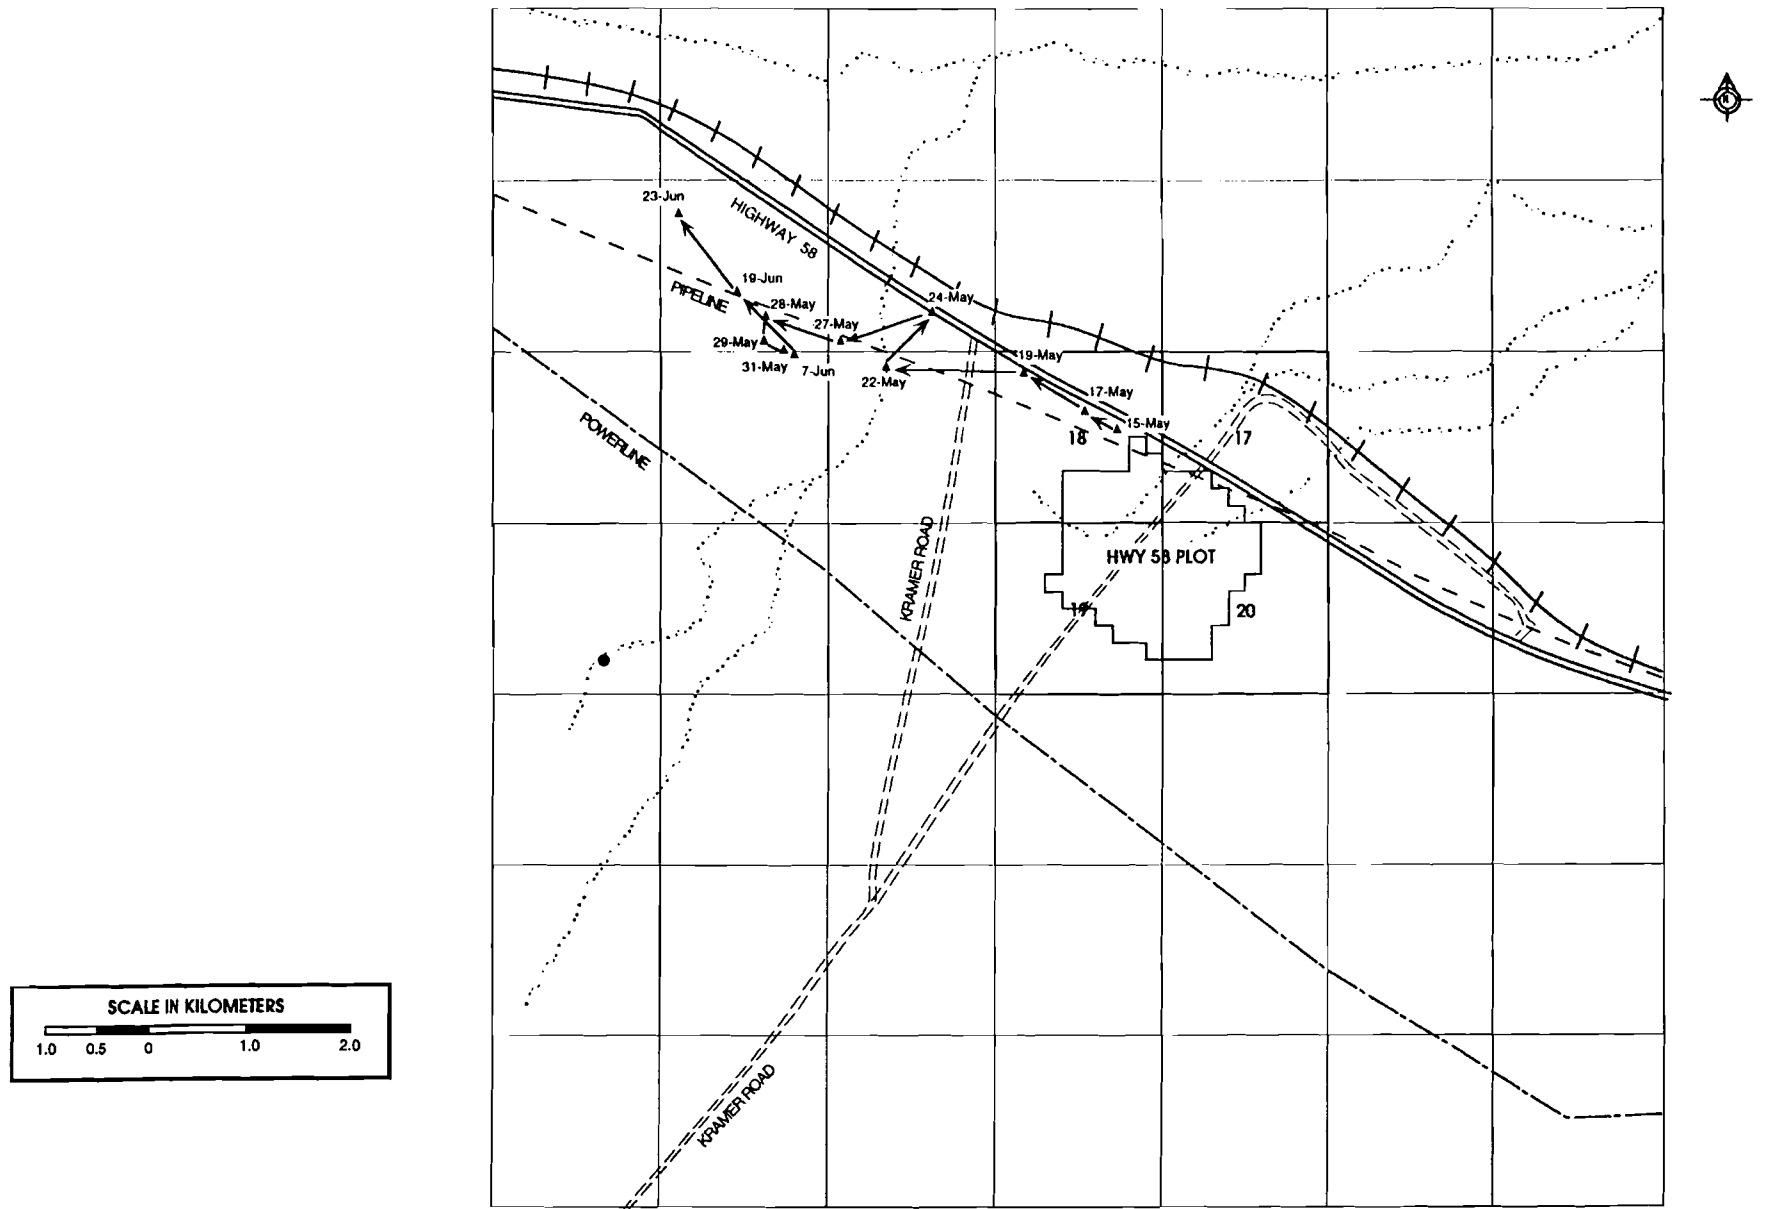 N
23-Jun
HIGHWAY 58
19-Jun
PIPELINE
28-May
24-May
27-May
29-May
31-May
7-Jun
22-May
19-May
17-May
15-May
18
17
POWERLINE
KRAMER ROAD
HWY 58 PLOT
19
20
SCALE IN KILOMETERS
1.0 0.5 0 1.0 2.0
KRAMER ROAD